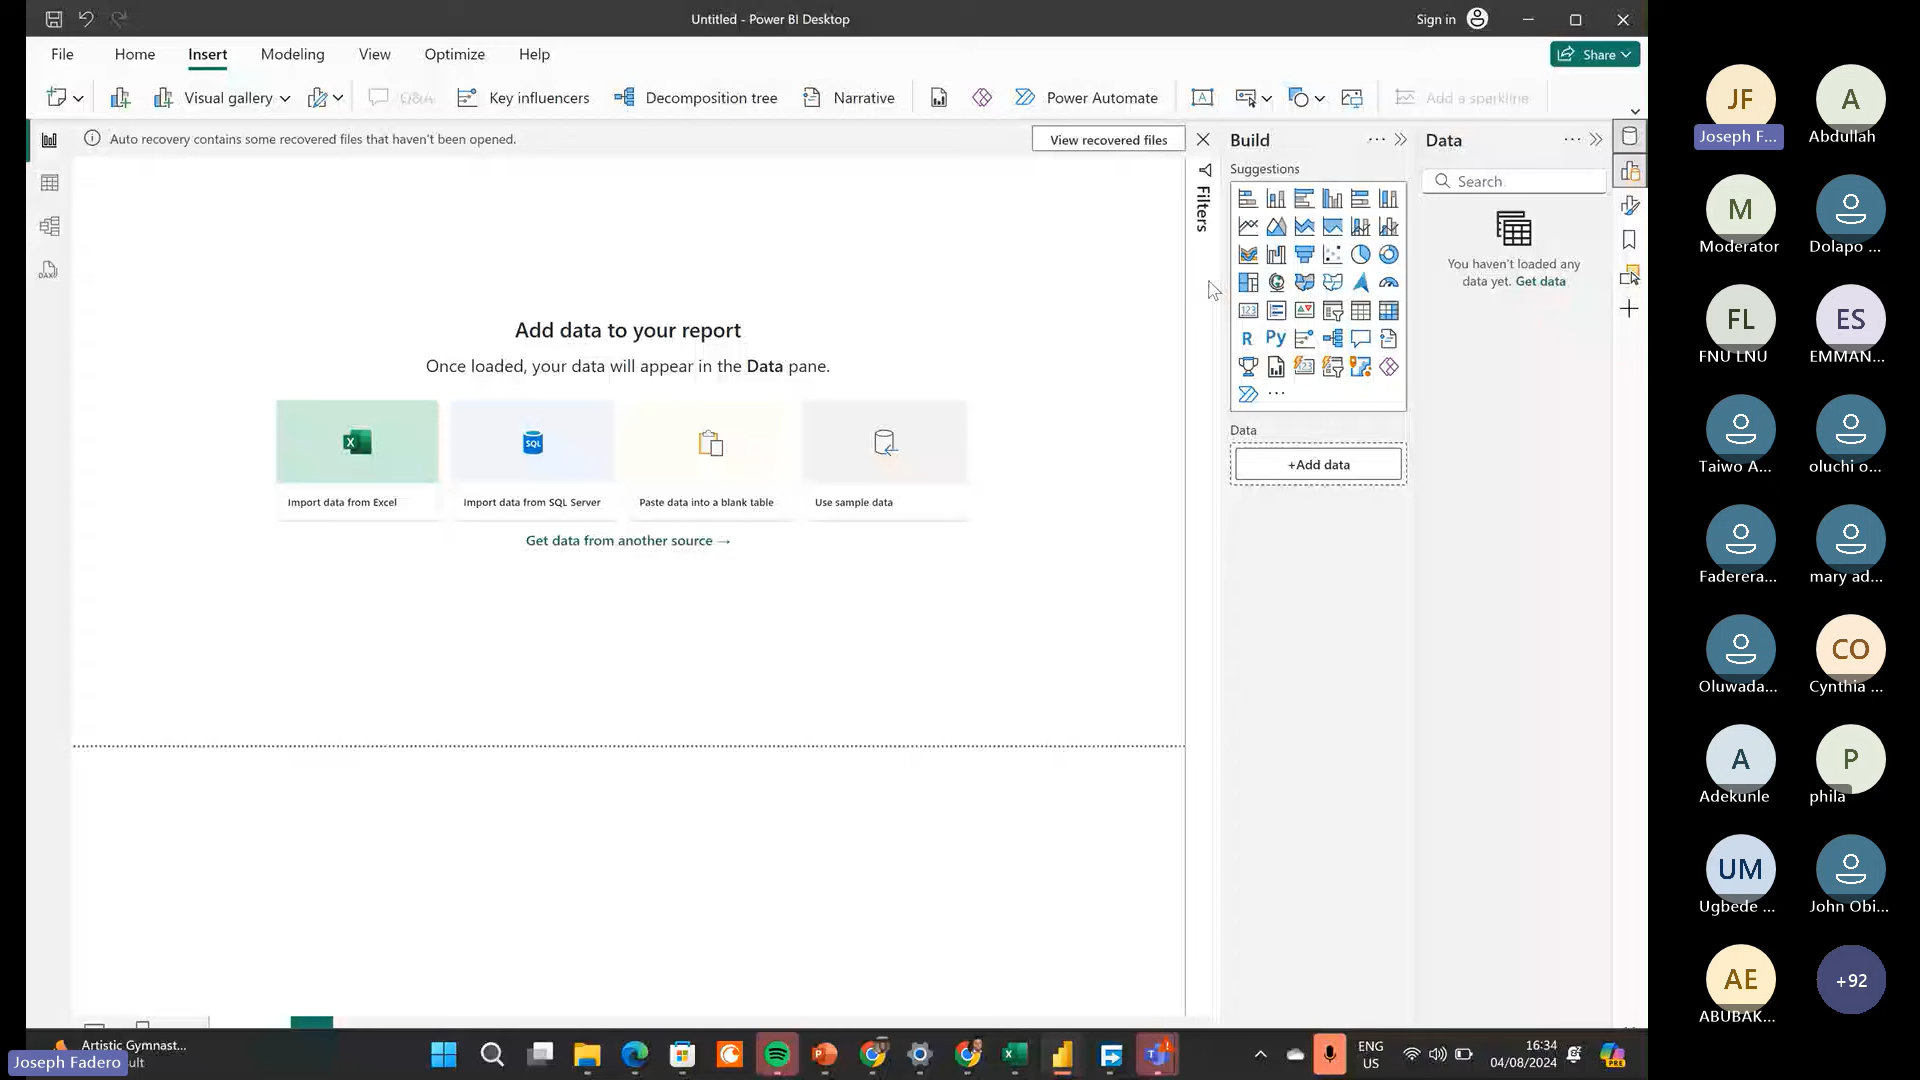 Untitled - Power BI Desktop
Sign in
File Home Insert Modeling View Optimize Help
Share
Visual gallery
Q&A
Key influencers
Decomposition tree
Narrative
Power Automate
Add a sparkline
Auto recovery contains some recovered files that haven't been opened.
View recovered files
Filters
Build
Suggestions
R Py
123
Data
+Add data
Data
Search
You haven't loaded any
data yet. Get data
DAX
Add data to your report
Once loaded, your data will appear in the Data pane.
SQL
Import data from Excel
Import data from SQL Server
Paste data into a blank table
Use sample data
Get data from another source →
JF
Joseph F...
A
Abdullah
M
Moderator
Dolapo ...
FL
FNU LNU
ES
EMMAN...
Taiwo A...
oluchi o...
Faderera...
mary ad...
Oluwada...
CO
Cynthia ...
A
Adekunle
P
phila
UM
Ugbede ...
John Obi...
AE
ABUBAK...
+92
Artistic Gymnast...
Joseph Fadero
ENG
US
16:34
04/08/2024
PRE